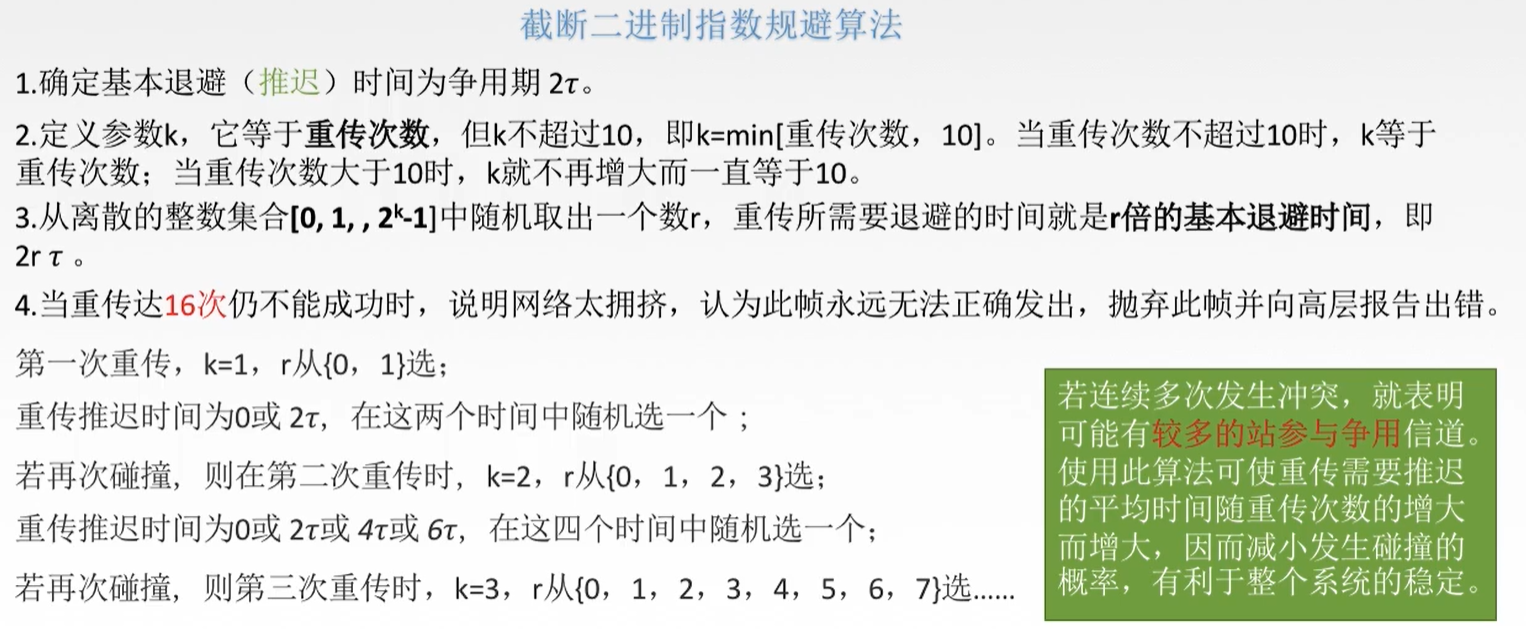 截断二进制指数规避算法
1.确定基本退避（推迟）时间为争用期 2τ。
2.定义参数k，它等于重传次数，但k不超过10，即k=min[重传次数，10]。当重传次数不超过10时，k等于
重传次数；当重传次数大于10时，k就不再增大而一直等于10。
3.从离散的整数集合[0, 1, , 2ᵏ-1]中随机取出一个数r，重传所需要退避的时间就是r倍的基本退避时间，即
2r τ 。
4.当重传达16次仍不能成功时，说明网络太拥挤，认为此帧永远无法正确发出，抛弃此帧并向高层报告出错。
第一次重传，k=1，r从{0，1}选；
重传推迟时间为0或 2τ，在这两个时间中随机选一个；
若再次碰撞，则在第二次重传时，k=2，r从{0，1，2，3}选；
重传推迟时间为0或 2τ或 4τ或 6τ，在这四个时间中随机选一个；
若再次碰撞，则第三次重传时，k=3，r从{0，1，2，3，4，5，6，7}选......
若连续多次发生冲突，就表明
可能有较多的站参与争用信道。
使用此算法可使重传需要推迟
的平均时间随重传次数的增大
而增大，因而减小发生碰撞的
概率，有利于整个系统的稳定。